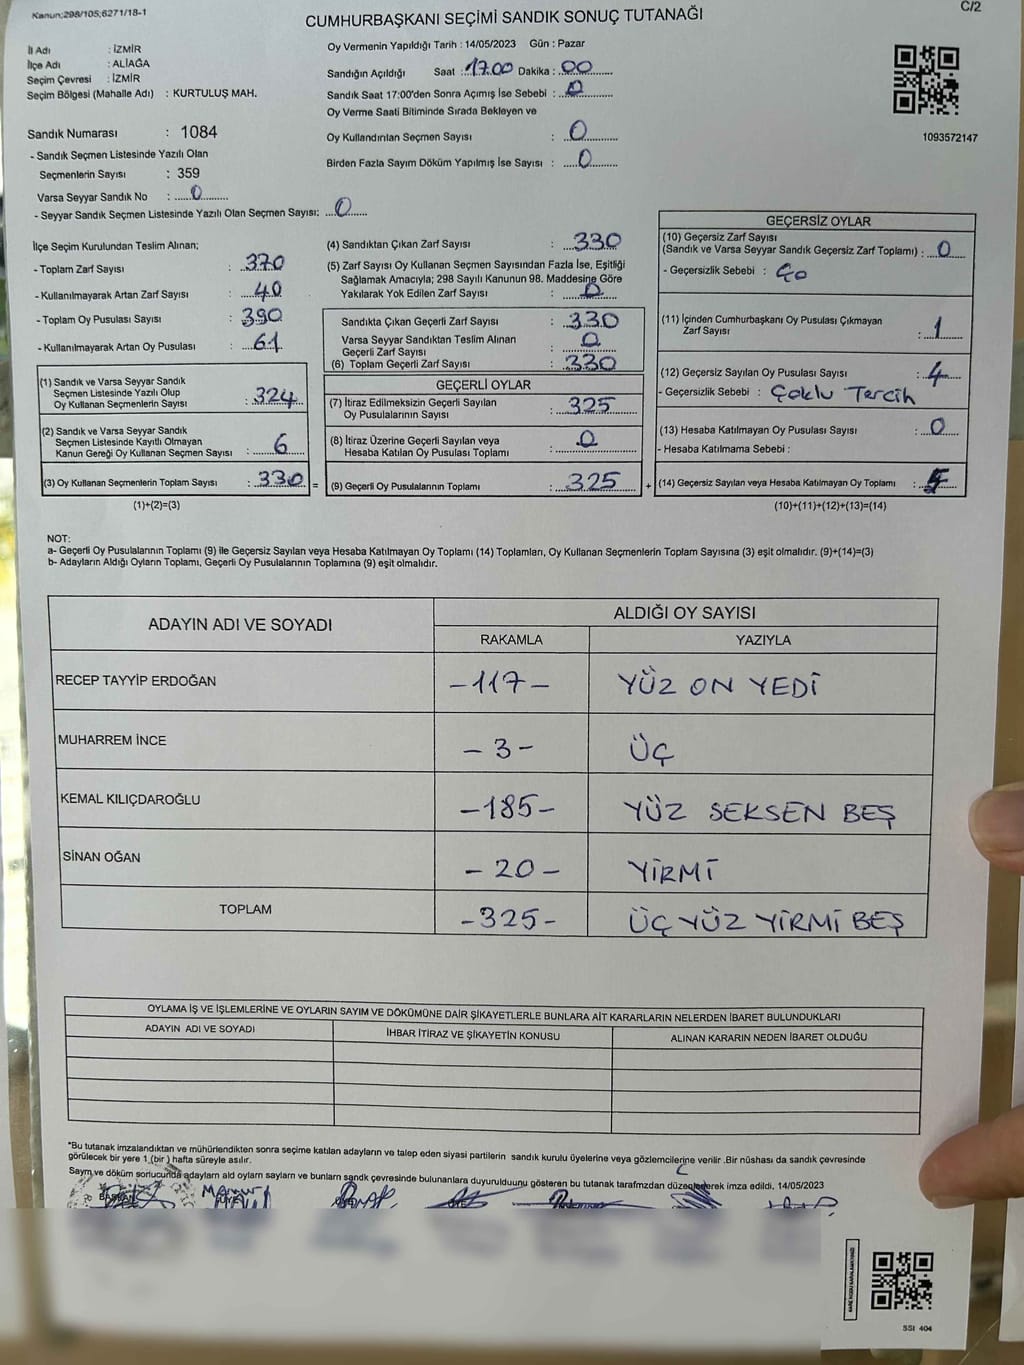 Kanun;298/105;6271/18-1
C/2
CUMHURBAŞKANI SEÇİMİ SANDIK SONUÇ TUTANAĞI
İl Adı : İZMİR
İlçe Adı : ALİAĞA
Seçim Çevresi : İZMİR
Seçim Bölgesi (Mahalle Adı) : KURTULUŞ MAH.
Oy Vermenin Yapıldığı Tarih : 14/05/2023 Gün : Pazar
Sandığın Açıldığı Saat : 17.00 Dakika : 00
Sandık Saat 17:00'den Sonra Açımış İse Sebebi : 0
Oy Verme Saati Bitiminde Sırada Bekleyen ve
Oy Kullandırılan Seçmen Sayısı : 0
Birden Fazla Sayım Döküm Yapılmış İse Sayısı : 0
1093572147
Sandık Numarası : 1084
- Sandık Seçmen Listesinde Yazılı Olan
Seçmenlerin Sayısı : 359
Varsa Seyyar Sandık No : 0
- Seyyar Sandık Seçmen Listesinde Yazılı Olan Seçmen Sayısı: 0
İlçe Seçim Kurulundan Teslim Alınan;
- Toplam Zarf Sayısı : 370
- Kullanılmayarak Artan Zarf Sayısı : 40
- Toplam Oy Pusulası Sayısı : 390
- Kullanılmayarak Artan Oy Pusulası : 61
(1) Sandık ve Varsa Seyyar Sandık
Seçmen Listesinde Yazılı Olup
Oy Kullanan Seçmenlerin Sayısı : 324
(2) Sandık ve Varsa Seyyar Sandık
Seçmen Listesinde Kayıtlı Olmayan
Kanun Gereği Oy Kullanan Seçmen Sayısı : 6
(3) Oy Kullanan Seçmenlerin Toplam Sayısı : 330 =
(1)+(2)=(3)
(4) Sandıktan Çıkan Zarf Sayısı : 330
(5) Zarf Sayısı Oy Kullanan Seçmen Sayısından Fazla İse, Eşitliği
Sağlamak Amacıyla; 298 Sayılı Kanunun 98. Maddesine Göre
Yakılarak Yok Edilen Zarf Sayısı : 0
Sandıkta Çıkan Geçerli Zarf Sayısı : 330
Varsa Seyyar Sandıktan Teslim Alınan
Geçerli Zarf Sayısı : 0
(6) Toplam Geçerli Zarf Sayısı : 330
GEÇERLİ OYLAR
(7) İtiraz Edilmeksizin Geçerli Sayılan
Oy Pusulalarının Sayısı : 325
(8) İtiraz Üzerine Geçerli Sayılan veya
Hesaba Katılan Oy Pusulası Toplamı : 0
(9) Geçerli Oy Pusulalarının Toplamı : 325 +
GEÇERSİZ OYLAR
(10) Geçersiz Zarf Sayısı
(Sandık ve Varsa Seyyar Sandık Geçersiz Zarf Toplamı) : 0
- Geçersizlik Sebebi :
(11) İçinden Cumhurbaşkanı Oy Pusulası Çıkmayan
Zarf Sayısı : 1
(12) Geçersiz Sayılan Oy Pusulası Sayısı : 4
- Geçersizlik Sebebi : Çoklu Tercih
(13) Hesaba Katılmayan Oy Pusulası Sayısı : 0
- Hesaba Katılmama Sebebi :
(14) Geçersiz Sayılan veya Hesaba Katılmayan Oy Toplamı : 5
(10)+(11)+(12)+(13)=(14)
NOT:
a- Geçerli Oy Pusulalarının Toplamı (9) ile Geçersiz Sayılan veya Hesaba Katılmayan Oy Toplamı (14) Toplamları, Oy Kullanan Seçmenlerin Toplam Sayısına (3) eşit olmalıdır. (9)+(14)=(3)
b- Adayların Aldığı Oyların Toplamı, Geçerli Oy Pusulalarının Toplamına (9) eşit olmalıdır.
ADAYIN ADI VE SOYADI
ALDIĞI OY SAYISI
RAKAMLA YAZIYLA
RECEP TAYYİP ERDOĞAN -117- YÜZ ON YEDİ
MUHARREM İNCE -3- ÜÇ
KEMAL KILIÇDAROĞLU -185- YÜZ SEKSEN BEŞ
SİNAN OĞAN -20- YİRMİ
TOPLAM -325- ÜÇ YÜZ YİRMİ BEŞ
OYLAMA İŞ VE İŞLEMLERİNE VE OYLARIN SAYIM VE DÖKÜMÜNE DAİR ŞİKAYETLERLE BUNLARA AİT KARARLARIN NELERDEN İBARET BULUNDUKLARI
ADAYIN ADI VE SOYADI İHBAR İTİRAZ VE ŞİKAYETİN KONUSU ALINAN KARARIN NEDEN İBARET OLDUĞU
*Bu tutanak imzalandıktan ve mühürlendikten sonra seçime katılan adayların ve talep eden siyasi partilerin sandık kurulu üyelerine veya gözlemcilerine verilir .Bir nüshası da sandık çevresinde
görülecek bir yere 1 (bir ) hafta süreyle asılır.
Sayım ve döküm sonucunda adayların ald oyların sayların ve bunların sandk çevresinde bulunanlara duyurulduunu gösteren bu tutanak tarafmzdan düzenlenerek imza edildi. 14/05/2023
BAŞKAN
SSI 404